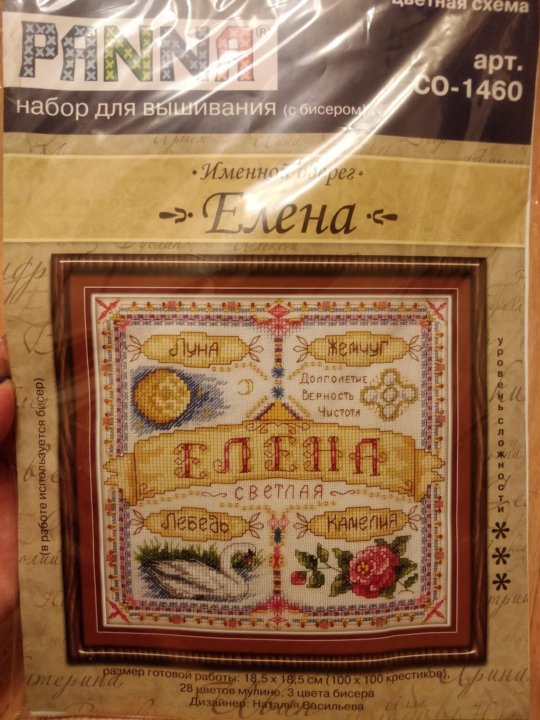 цветная схема
PANNA®
арт.
СО-1460
набор для вышивания (с бисером)
·Именной оберег·
Елена
Луна
Жемчуг
Долголетие
Верность
Чистота
ЕЛЕНА
СВЕТЛАЯ
Лебедь
Камелия
(в работе используется бисер)
уровень сложности
размер готовой работы: 18,5 х 18,5 см (100 х 100 крестиков).
28 цветов мулине, 3 цвета бисера
Дизайнер: Наталья Васильева